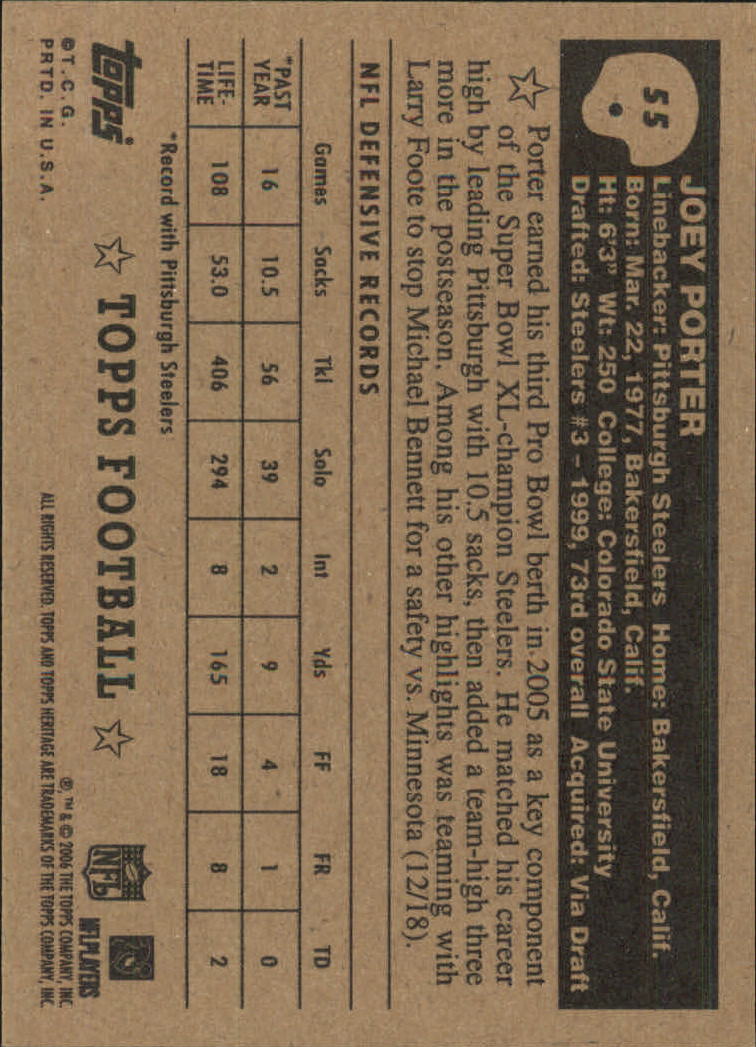 55
JOEY PORTER
Linebacker: Pittsburgh Steelers Home: Bakersfield, Calif.
Born: Mar. 22, 1977, Bakersfield, Calif.
Ht: 6'3" Wt: 250 College: Colorado State University
Drafted: Steelers #3 – 1999, 73rd overall Acquired: Via Draft
Porter earned his third Pro Bowl berth in 2005 as a key component
of the Super Bowl XL-champion Steelers. He matched his career
high by leading Pittsburgh with 10.5 sacks, then added a team-high three
more in the postseason. Among his other highlights was teaming with
Larry Foote to stop Michael Bennett for a safety vs. Minnesota (12/18).
NFL DEFENSIVE RECORDS
Games Sacks Tkl Solo Int Yds FF FR TD
*PAST YEAR 16 10.5 56 39 2 9 4 1 0
LIFE-TIME 108 53.0 406 294 8 165 18 8 2
*Record with Pittsburgh Steelers
topps
☆ TOPPS FOOTBALL ☆
NFL
NFL PLAYERS
©T.C.G.
PRTD. IN U.S.A.
®, ™ & © 2006 THE TOPPS COMPANY, INC.
ALL RIGHTS RESERVED. TOPPS AND TOPPS HERITAGE ARE TRADEMARKS OF THE TOPPS COMPANY, INC.